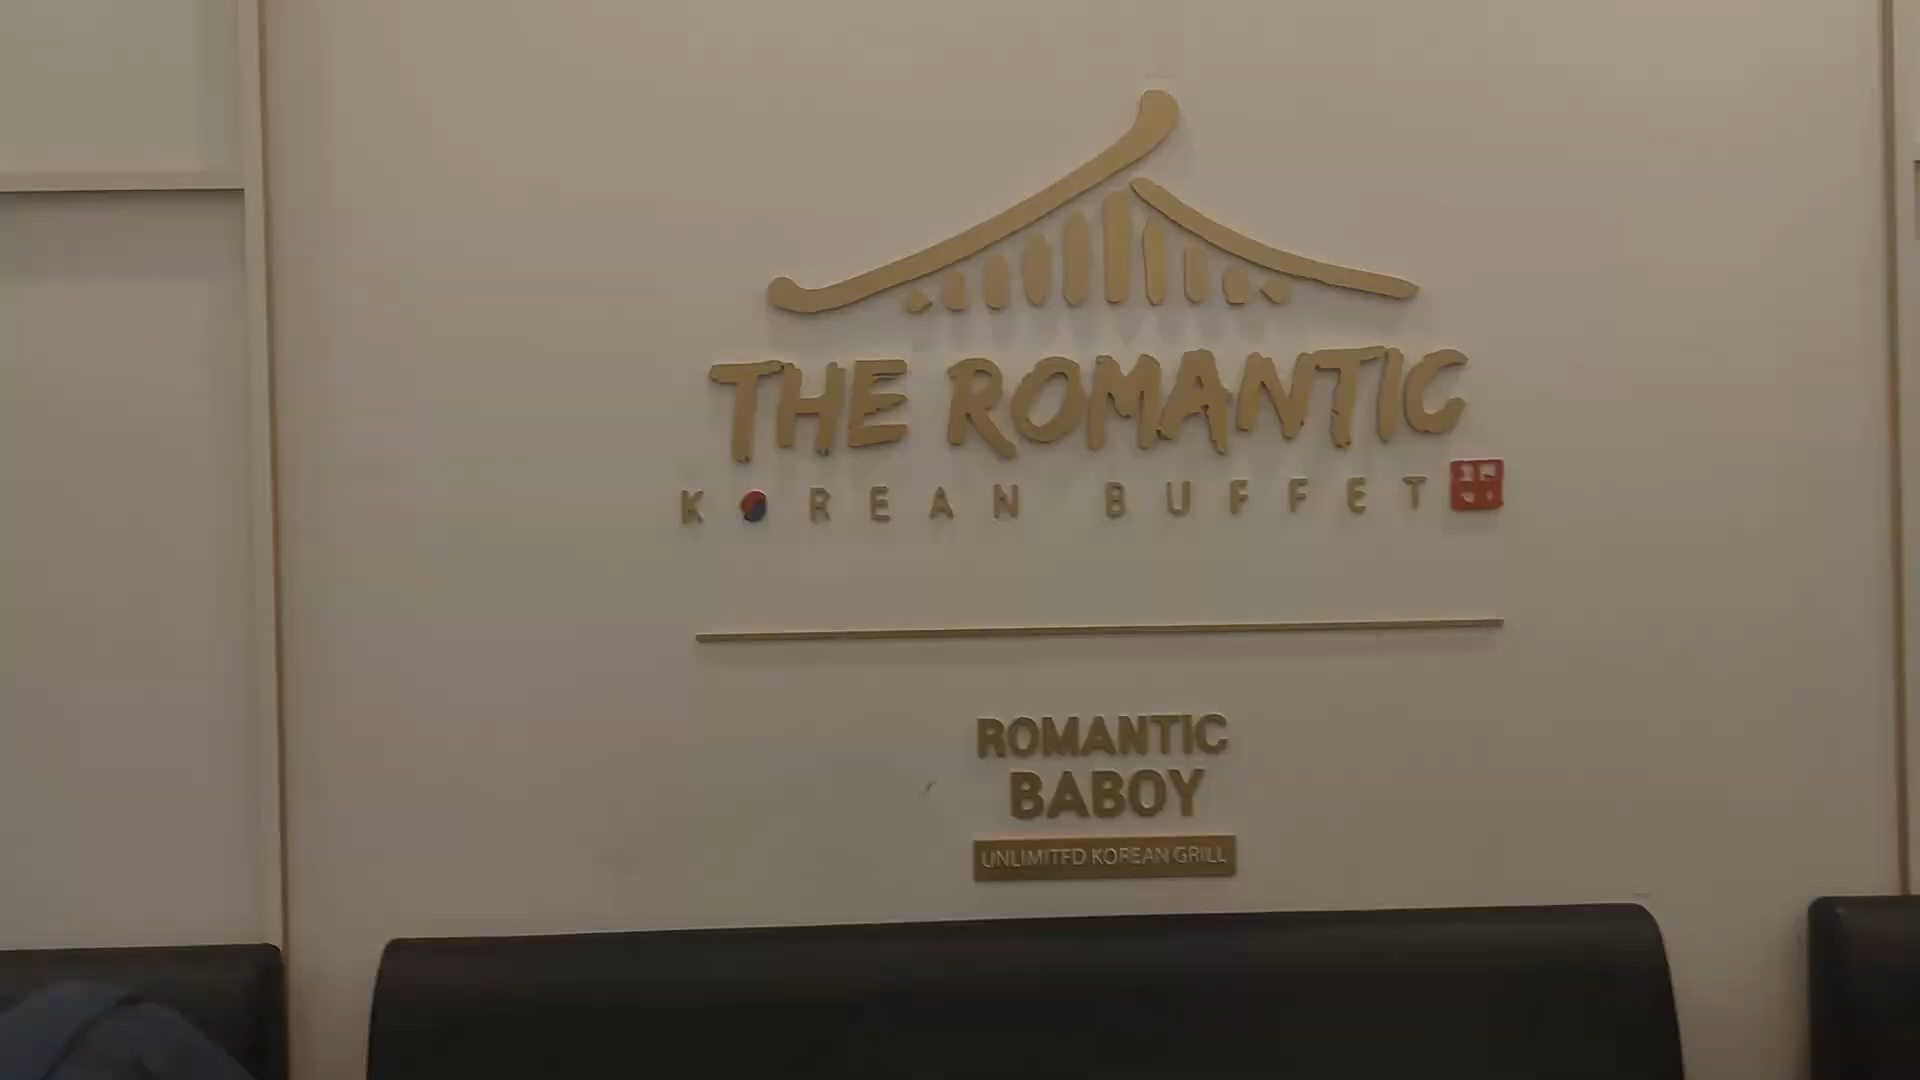 THE ROMANTIC
KOREAN BUFFET
ROMANTIC
BABOY
UNLIMITED KOREAN GRILL